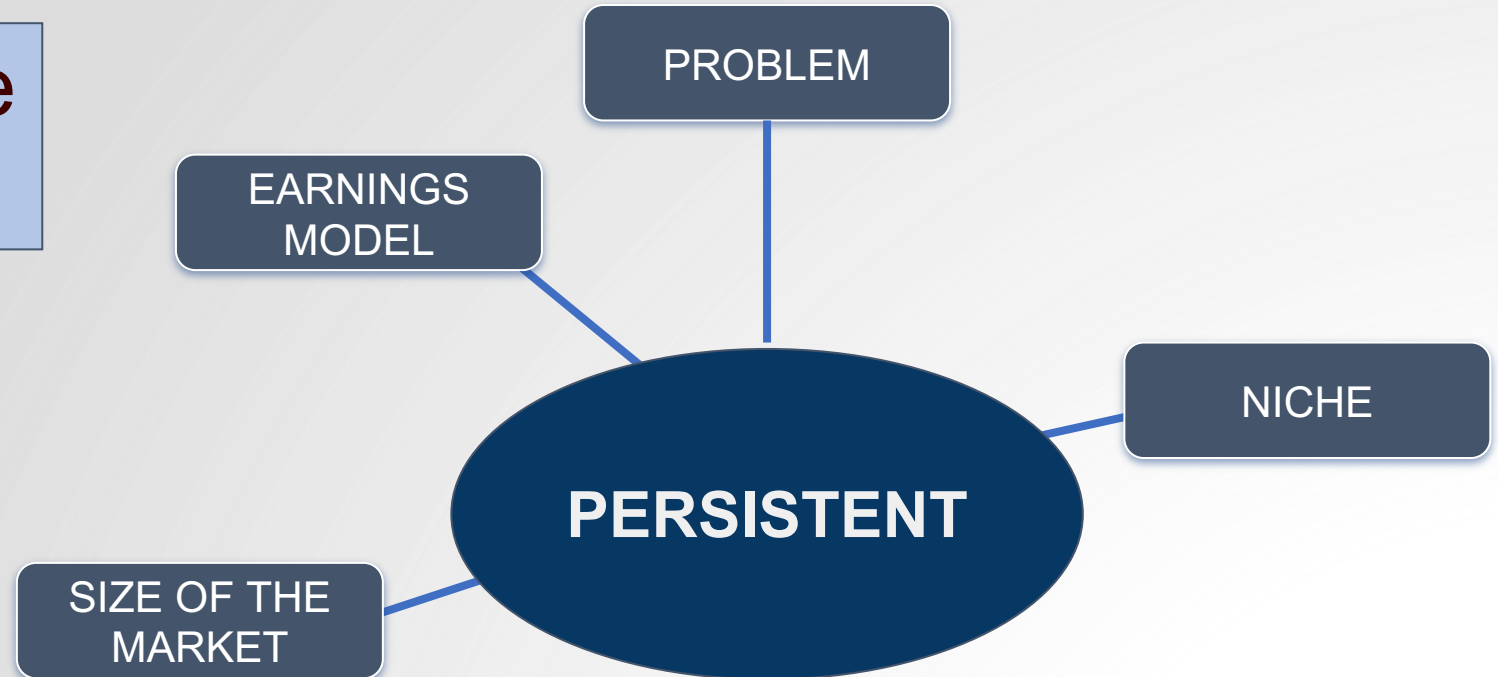 PROBLEM
EARNINGS
MODEL
NICHE
PERSISTENT
SIZE OF THE
MARKET